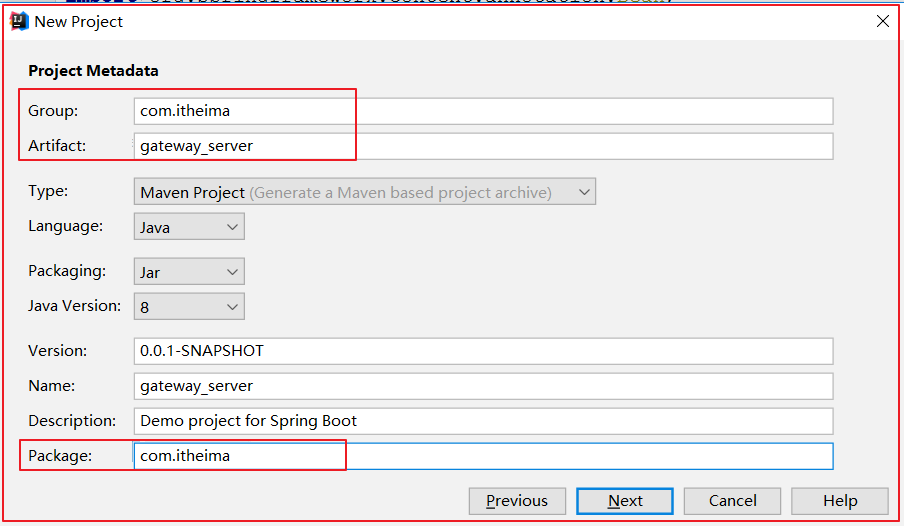 New Project
Project Metadata
Group: com.itheima
Artifact: gateway_server
Type: Maven Project (Generate a Maven based project archive)
Language: Java
Packaging: Jar
Java Version: 8
Version: 0.0.1-SNAPSHOT
Name: gateway_server
Description: Demo project for Spring Boot
Package: com.itheima
Previous Next Cancel Help